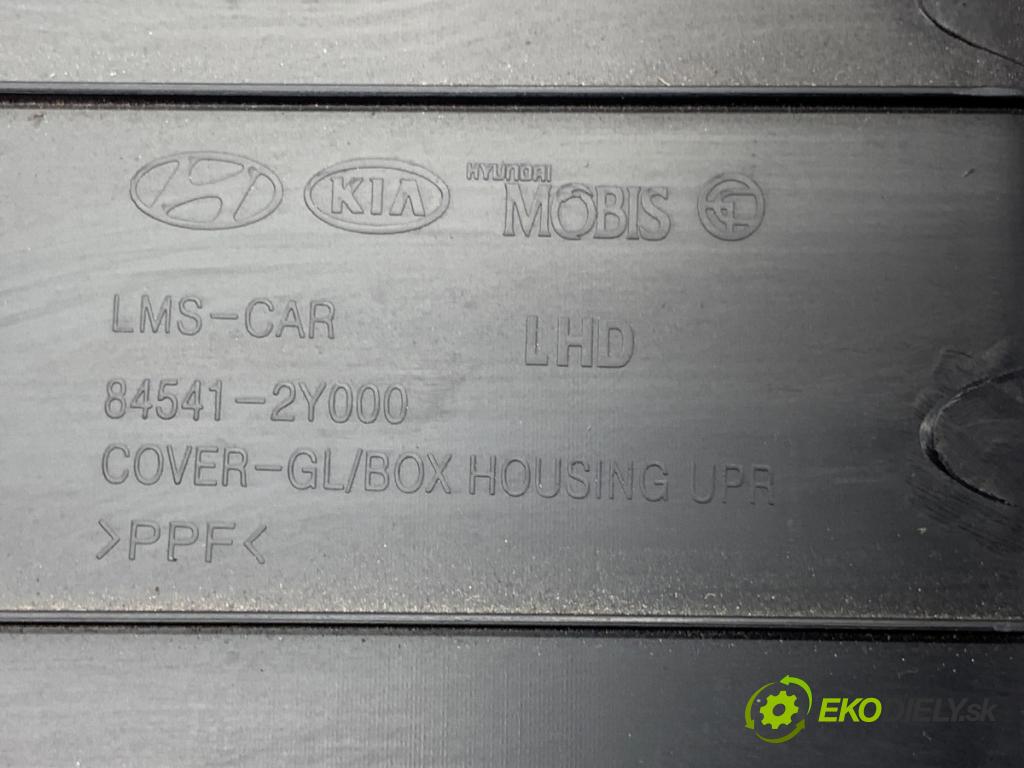 KIA
HYUNDAI
MOBIS
LMS-CAR
LHD
84541-2Y000
COVER-GL/BOX HOUSING UPR
>PPF<
EKODIELY.sk